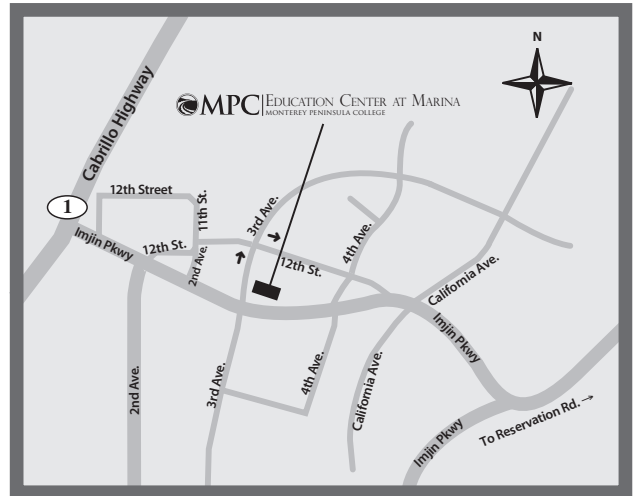 N
MPC EDUCATION CENTER AT MARINA
MONTEREY PENINSULA COLLEGE
Cabrillo Highway
1
12th Street
11th St.
3rd Ave.
Imjin Pkwy
12th St.
2nd Ave.
12th St.
4th Ave.
California Ave.
Imjin Pkwy
2nd Ave.
3rd Ave.
4th Ave.
California Ave.
Imjin Pkwy
To Reservation Rd. →